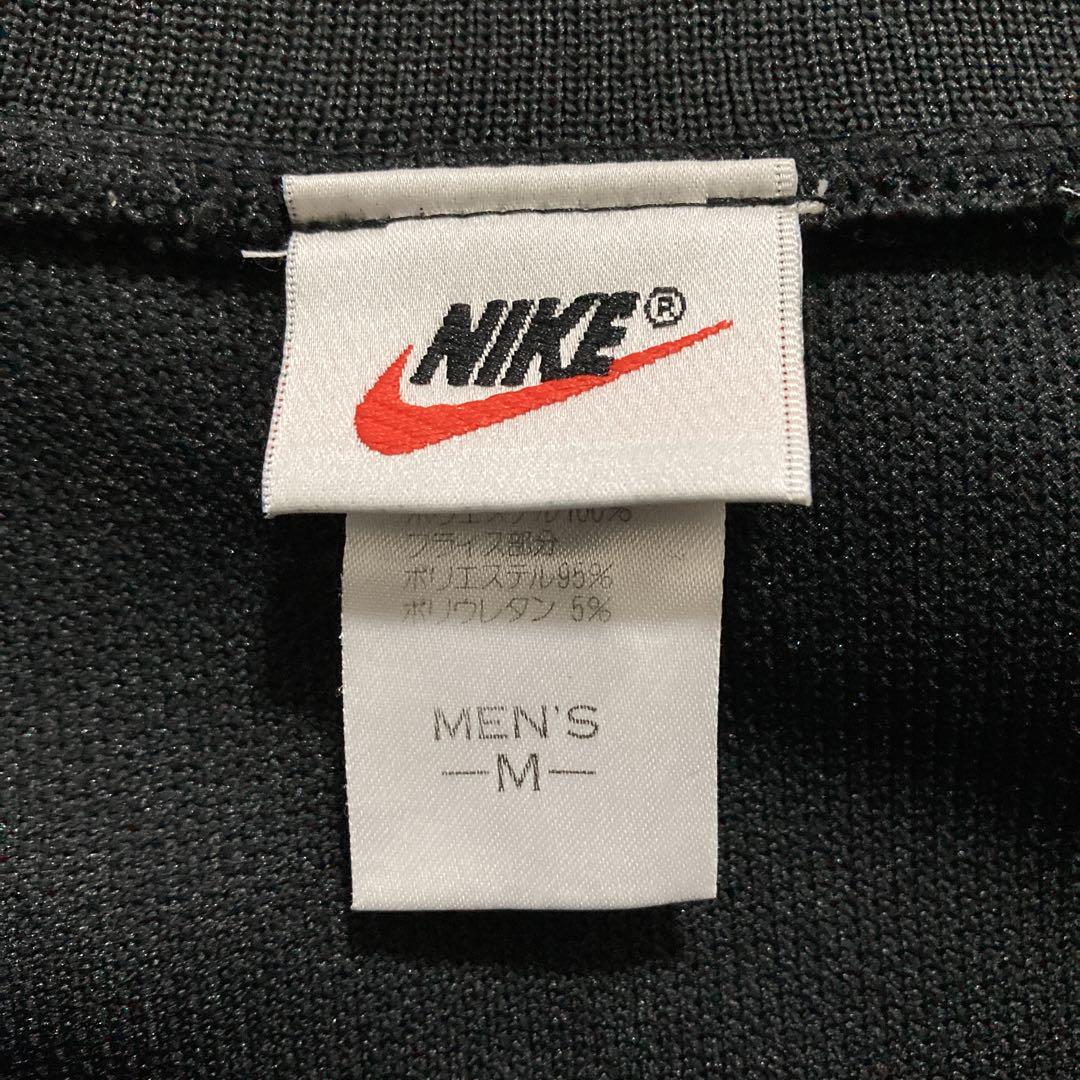 NIKE®
ポリエステル100%
フライス部分
ポリエステル95%
ポリウレタン 5%
MEN'S
—M—